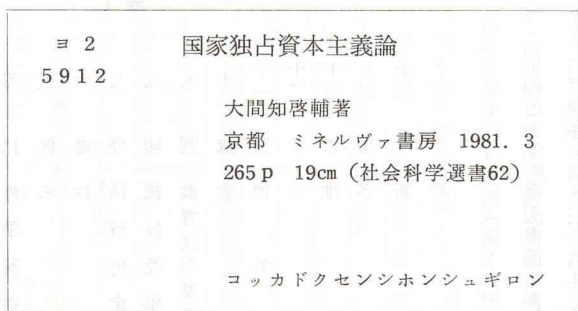 ヨ 2 国家独占資本主義論
5912
大間知啓輔著
京都 ミネルヴァ書房 1981. 3
265p 19cm (社会科学選書62)
コッカドクセンシホンシュギロン